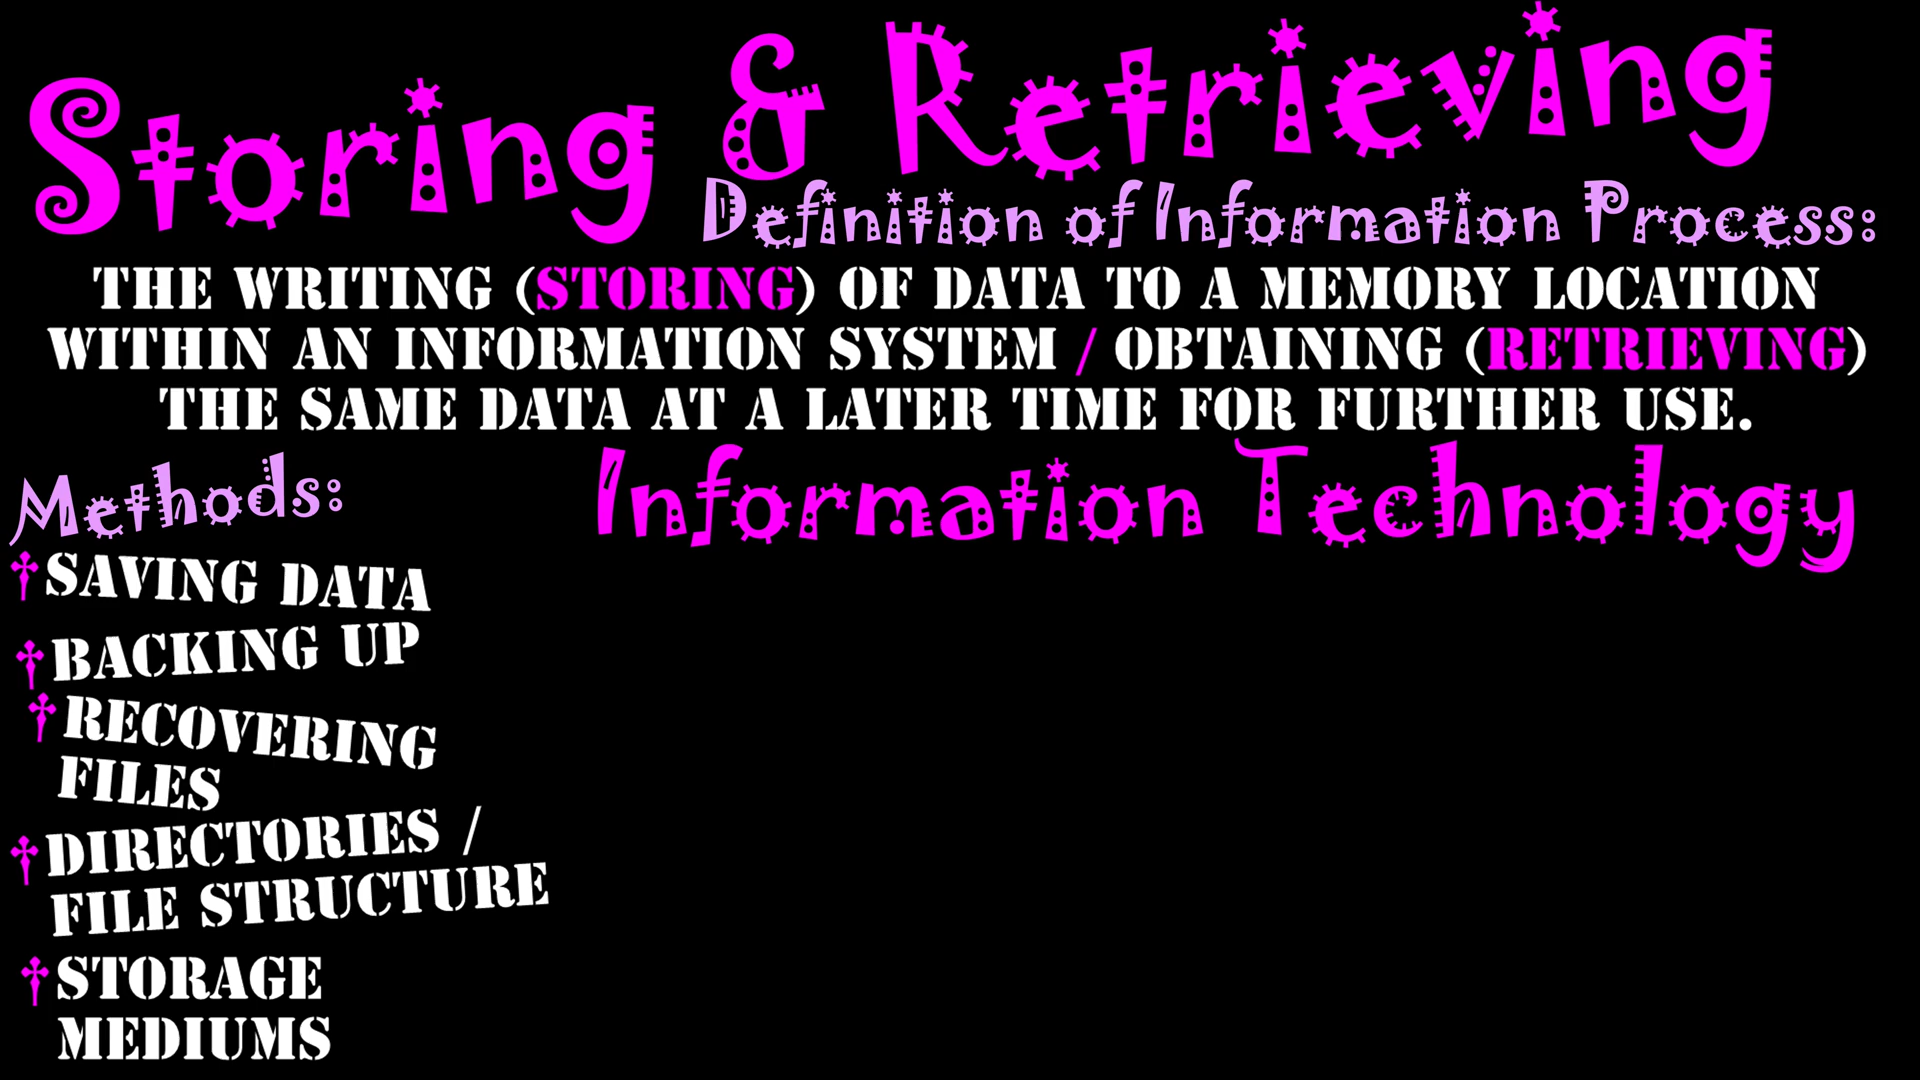 Storing & Retrieving
Definition of Information Process:
THE WRITING (STORING) OF DATA TO A MEMORY LOCATION
WITHIN AN INFORMATION SYSTEM / OBTAINING (RETRIEVING)
THE SAME DATA AT A LATER TIME FOR FURTHER USE.
Information Technology
Methods:
†SAVING DATA
†BACKING UP
†RECOVERING
FILES
†DIRECTORIES /
FILE STRUCTURE
†STORAGE
MEDIUMS